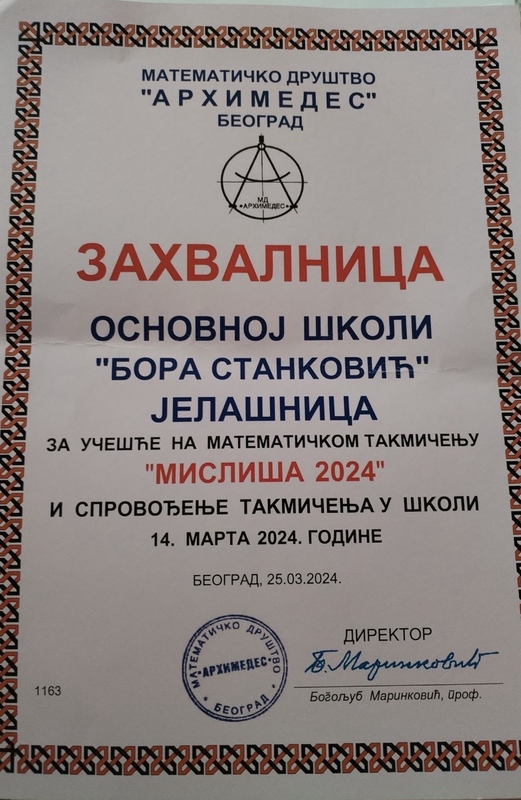 МАТЕМАТИЧКО ДРУШТВО
"АРХИМЕДЕС"
БЕОГРАД
МД
•АРХИМЕДЕС•
ЗАХВАЛНИЦА
ОСНОВНОЈ ШКОЛИ
"БОРА СТАНКОВИЋ"
ЈЕЛАШНИЦА
ЗА УЧЕШЋЕ НА МАТЕМАТИЧКОМ ТАКМИЧЕЊУ
"МИСЛИША 2024"
И СПРОВОЂЕЊЕ ТАКМИЧЕЊА У ШКОЛИ
14. МАРТА 2024. ГОДИНЕ
БЕОГРАД, 25.03.2024.
МАТЕМАТИЧКО ДРУШТВО
•АРХИМЕДЕС•
БЕОГРАД
ДИРЕКТОР
Б. Маринковић
Богољуб Маринковић, проф.
1163